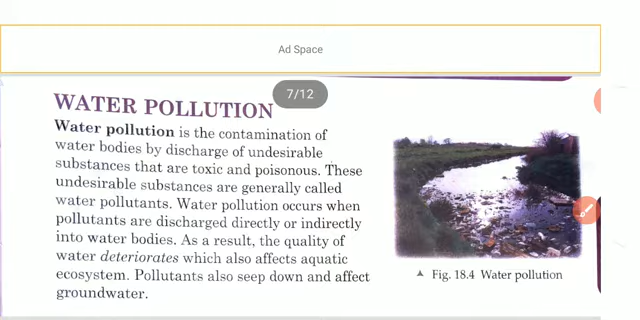 Ad Space
7/12
WATER POLLUTION
Water pollution is the contamination of
water bodies by discharge of undesirable
substances that are toxic and poisonous. These
undesirable substances are generally called
water pollutants. Water pollution occurs when
pollutants are discharged directly or indirectly
into water bodies. As a result, the quality of
water deteriorates which also affects aquatic
ecosystem. Pollutants also seep down and affect
groundwater.
▲ Fig. 18.4 Water pollution